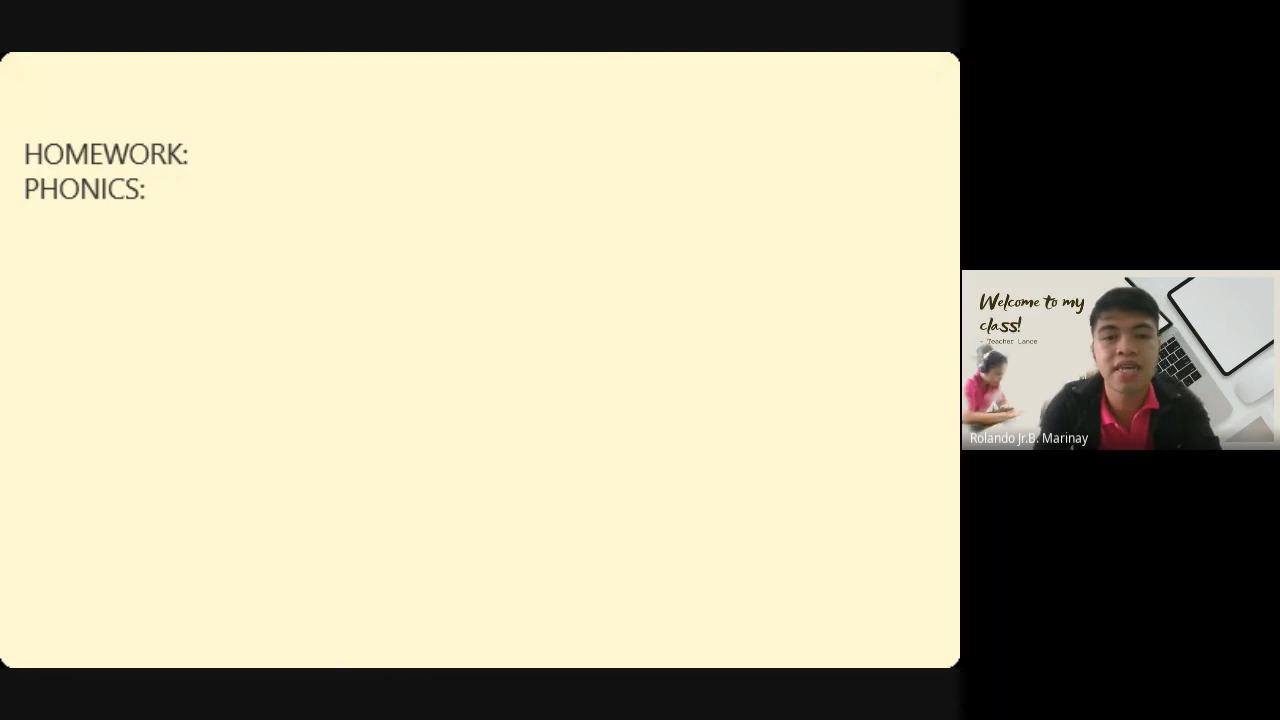 HOMEWORK:
PHONICS:
Welcome to my
class!
- Teacher Lance
Rolando Jr.B. Marinay